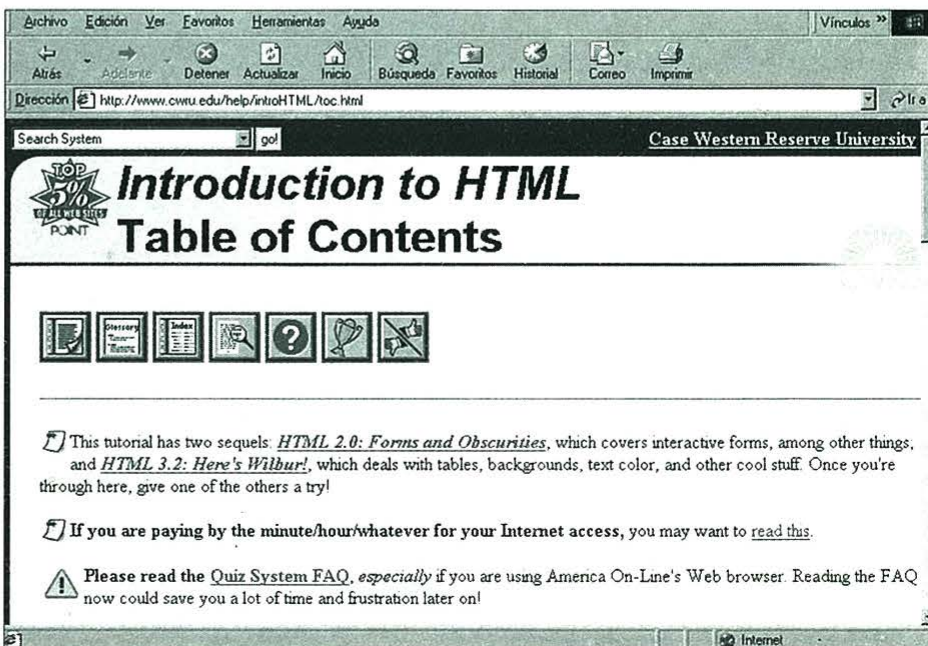 Archivo Edición Ver Favoritos Herramientas Ayuda Vínculos »
Atrás Adelante Detener Actualizar Inicio Búsqueda Favoritos Historial Correo Imprimir
Dirección http://www.cwru.edu/help/introHTML/toc.html Ir a
Search System go! Case Western Reserve University
TOP
5%
OF ALL WEB SITES
POINT
Introduction to HTML
Table of Contents
Glossary Index
?
This tutorial has two sequels: HTML 2.0: Forms and Obscurities, which covers interactive forms, among other things,
and HTML 3.2: Here's Wilbur!, which deals with tables, backgrounds, text color, and other cool stuff. Once you're
through here, give one of the others a try!
If you are paying by the minute/hour/whatever for your Internet access, you may want to read this.
Please read the Quiz System FAQ, especially if you are using America On-Line's Web browser. Reading the FAQ
now could save you a lot of time and frustration later on!
Internet